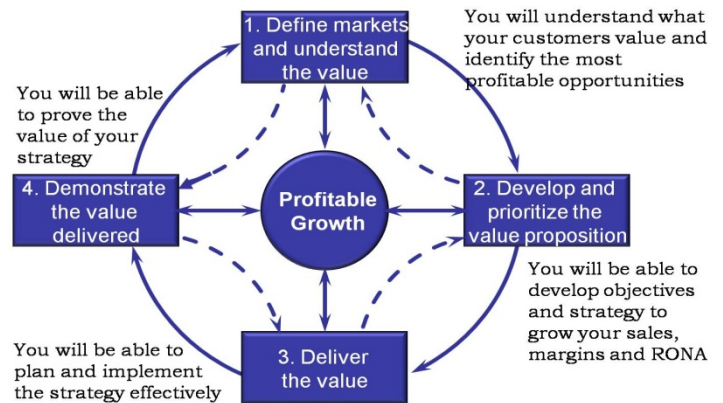 1. Define markets
and understand
the value
You will understand what
your customers value and
identify the most
profitable opportunities
You will be able
to prove the
value of your
strategy
4. Demonstrate
the value
delivered
Profitable
Growth
2. Develop and
prioritize the
value proposition
You will be able to
develop objectives
and strategy to
grow your sales,
margins and RONA
3. Deliver
the value
You will be able to
plan and implement
the strategy effectively